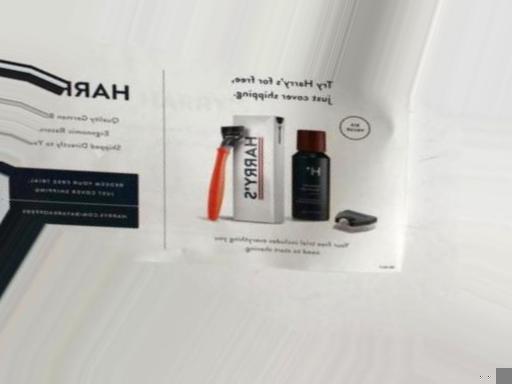 HARR
Quality German B
Ergonomic Razors.
Shipped Directly to You
REDEEM YOUR FREE TRIAL,
JUST COVER SHIPPING
Try Harry's for free,
just cover shipping.
HARRY'S
H
Your free trial includes everything you
need to start shaving.